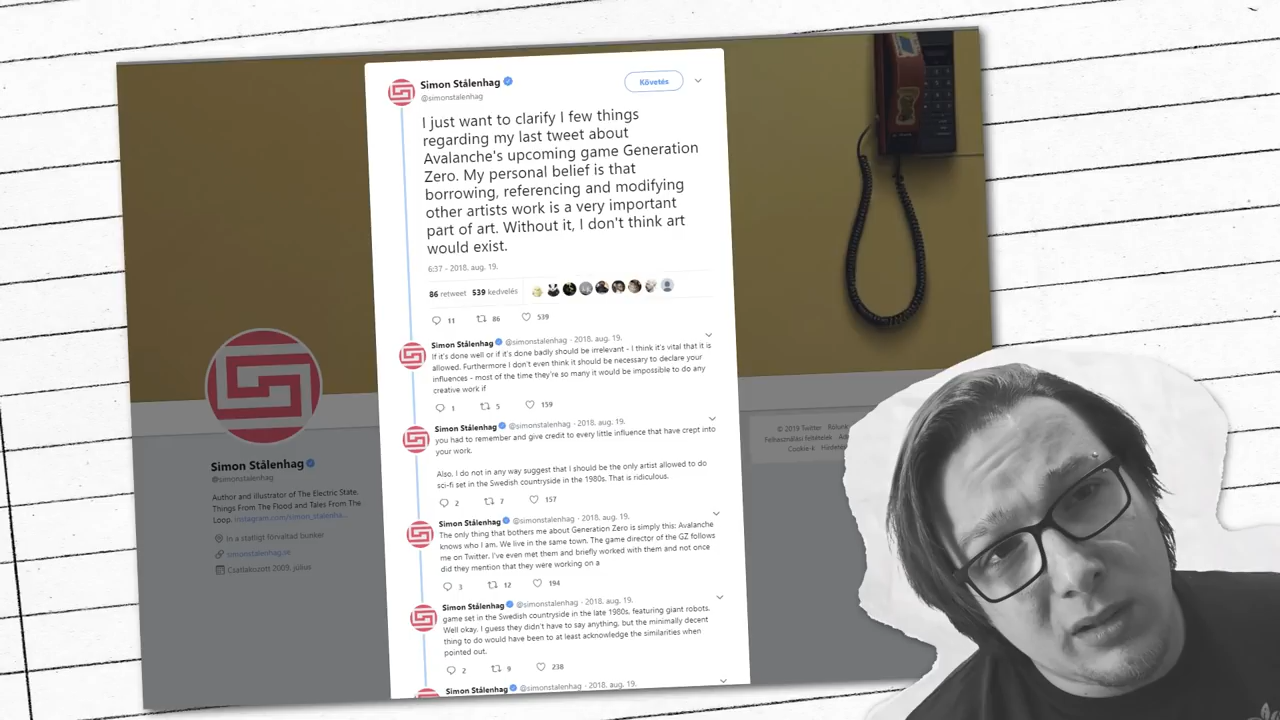 Simon Stålenhag
@simonstalenhag
Követés
I just want to clarify I few things
regarding my last tweet about
Avalanche's upcoming game Generation
Zero. My personal belief is that
borrowing, referencing and modifying
other artists work is a very important
part of art. Without it, I don't think art
would exist.
6:37 - 2018. aug. 19.
86 retweet 539 kedvelés
11 86 539
Simon Stålenhag @simonstalenhag · 2018. aug. 19.
If it's done well or if it's done badly should be irrelevant - I think it's vital that it is
allowed. Furthermore I don't even think it should be necessary to declare your
influences - most of the time they're so many it would be impossible to do any
creative work if
1 5 159
Simon Stålenhag @simonstalenhag · 2018. aug. 19.
you had to remember and give credit to every little influence that have crept into
your work.
Also, I do not in any way suggest that I should be the only artist allowed to do
sci-fi set in the Swedish countryside in the 1980s. That is ridiculous.
2 7 157
Simon Stålenhag @simonstalenhag · 2018. aug. 19.
The only thing that bothers me about Generation Zero is simply this: Avalanche
knows who I am. We live in the same town. The game director of the GZ follows
me on Twitter. I've even met them and briefly worked with them and not once
did they mention that they were working on a
3 12 194
Simon Stålenhag @simonstalenhag · 2018. aug. 19.
game set in the Swedish countryside in the late 1980s, featuring giant robots.
Well okay, I guess they didn't have to say anything, but the minimally decent
thing to do would have been to at least acknowledge the similarities when
pointed out.
2 9 238
Simon Stålenhag @simonstalenhag · 2018. aug. 19.
Simon Stålenhag
@simonstalenhag
Author and illustrator of The Electric State,
Things From The Flood and Tales From The
Loop. instagram.com/simon_stalenha...
In a statligt förvaltad bunker
simonstalenhag.se
Csatlakozott 2009. július
© 2019 Twitter Rólunk
Felhasználási feltételek
Cookie-k